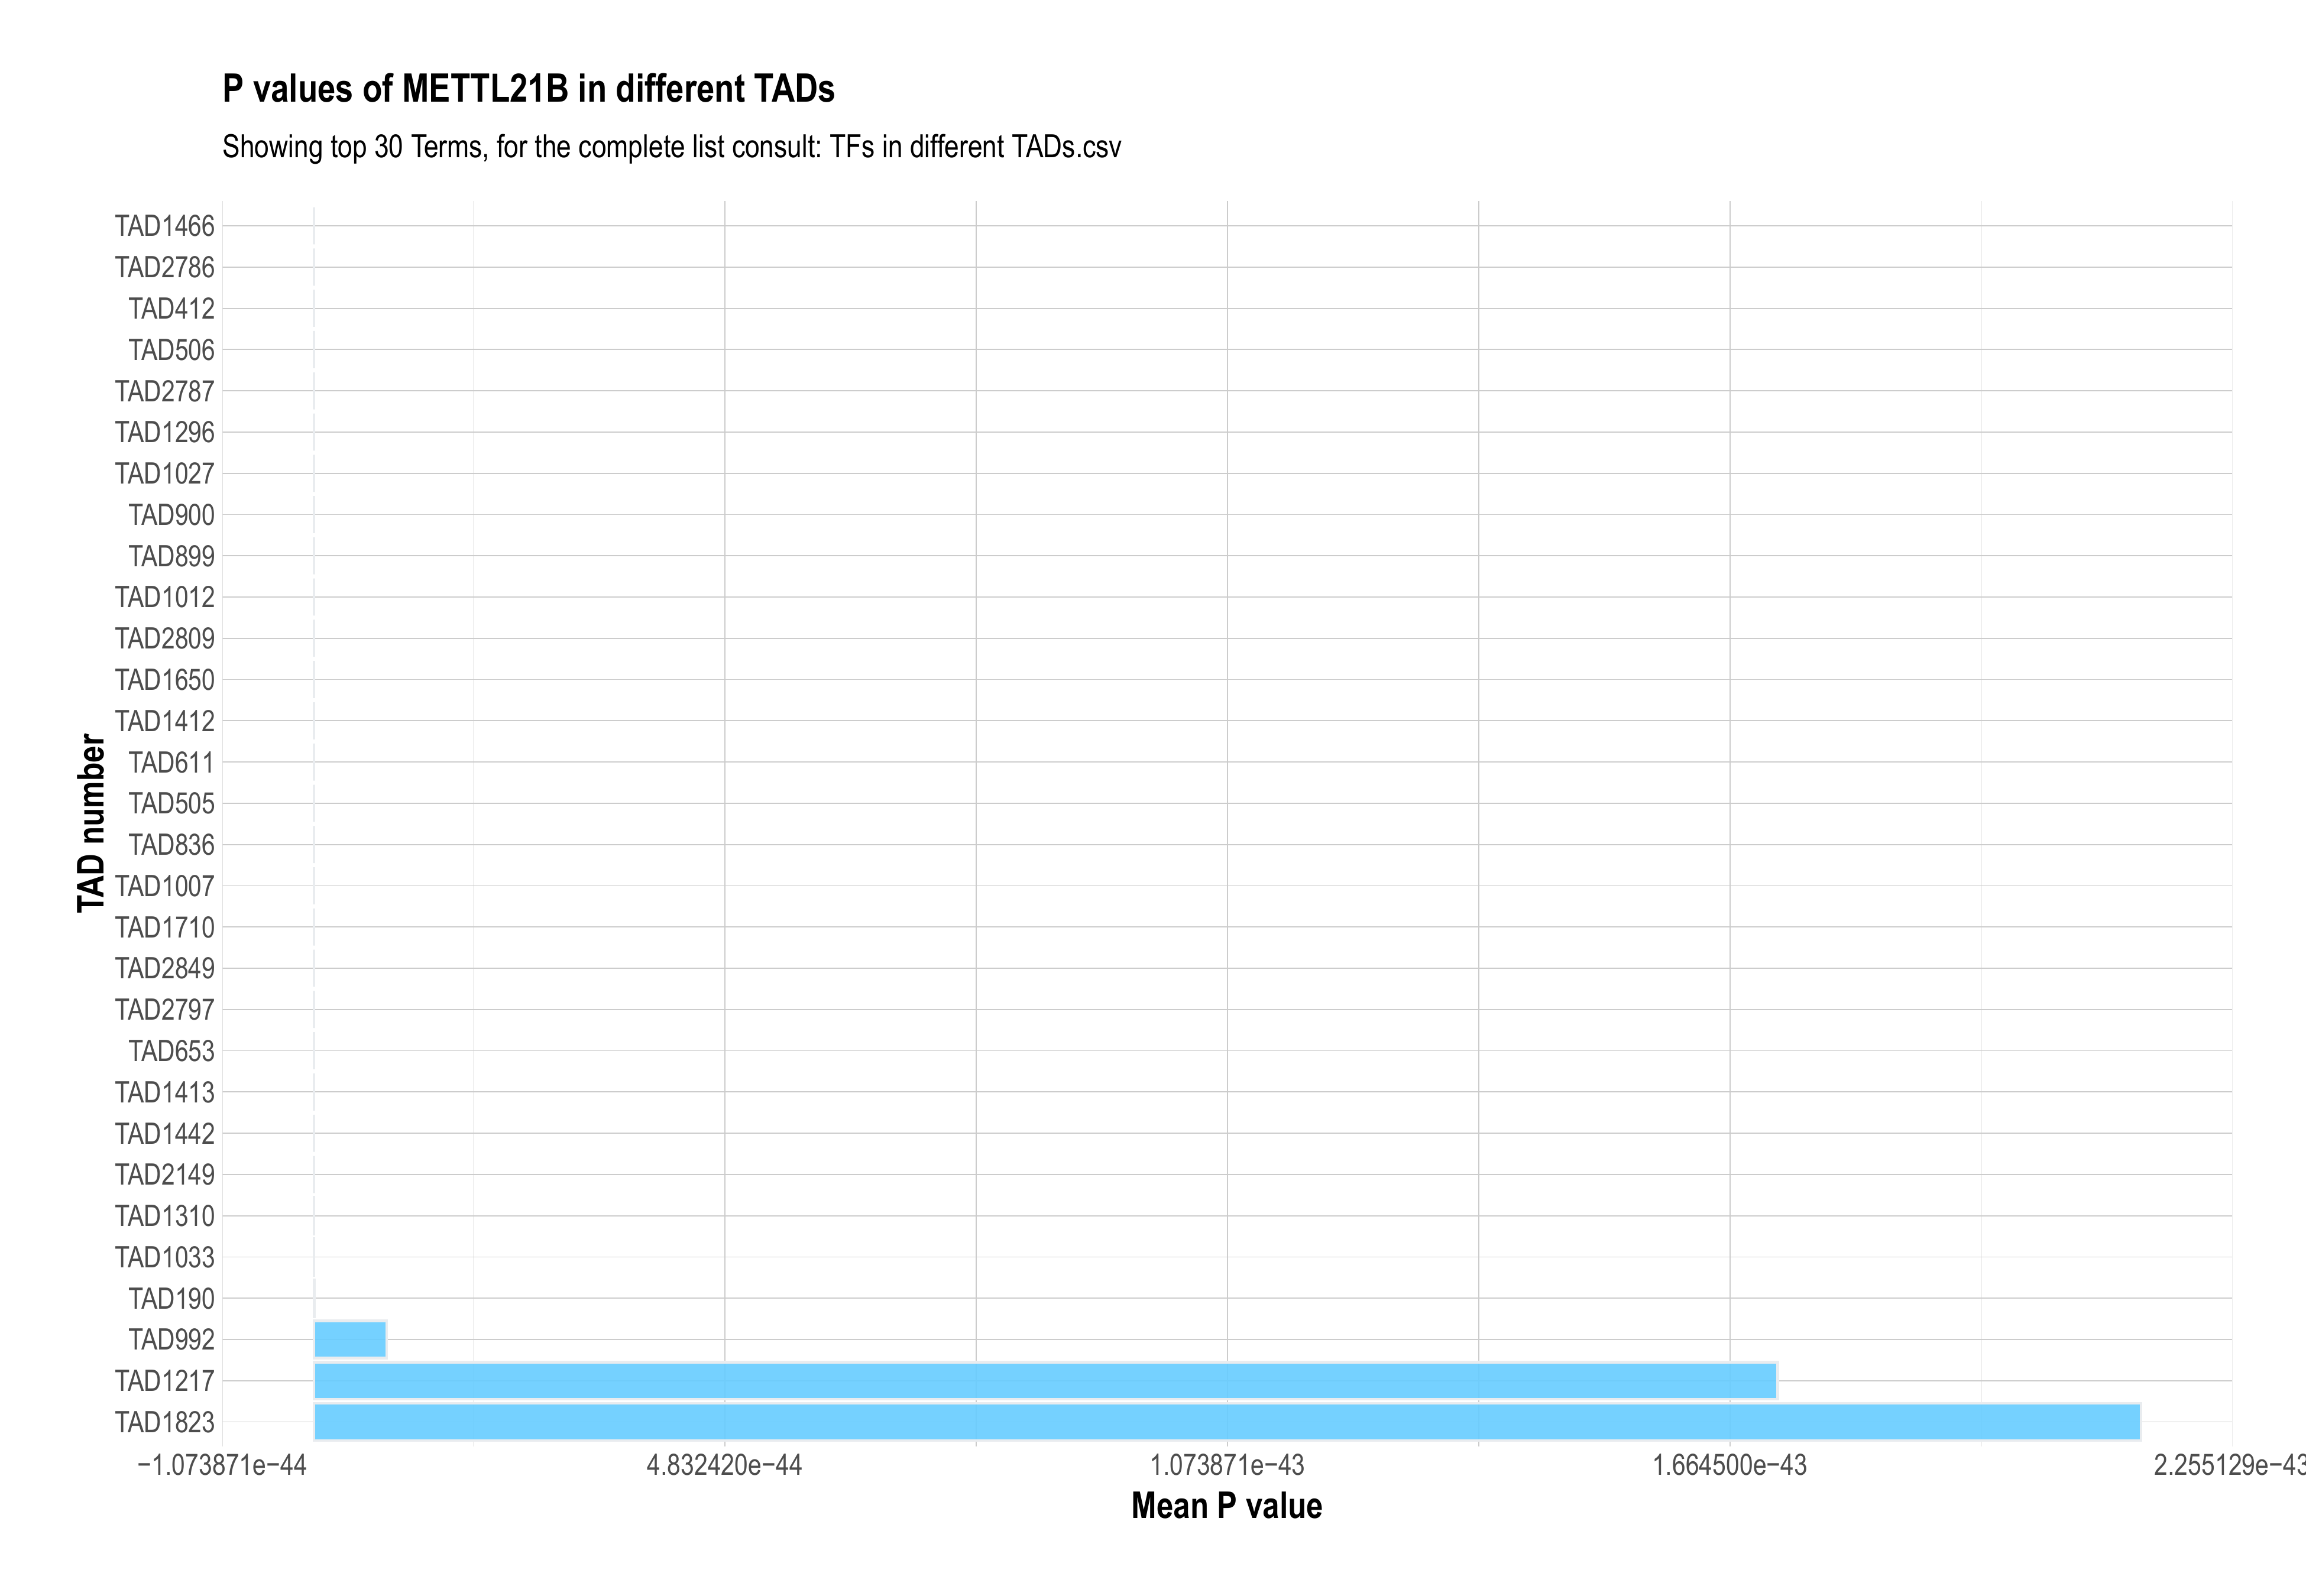 P values of METTL21B in different TADs
Showing top 30 Terms, for the complete list consult: TFs in different TADs.csv
TAD number
TAD1466
TAD2786
TAD412
TAD506
TAD2787
TAD1296
TAD1027
TAD900
TAD899
TAD1012
TAD2809
TAD1650
TAD1412
TAD611
TAD505
TAD836
TAD1007
TAD1710
TAD2849
TAD2797
TAD653
TAD1413
TAD1442
TAD2149
TAD1310
TAD1033
TAD190
TAD992
TAD1217
TAD1823
−1.073871e−44 4.832420e−44 1.073871e−43 1.664500e−43 2.255129e−43
Mean P value